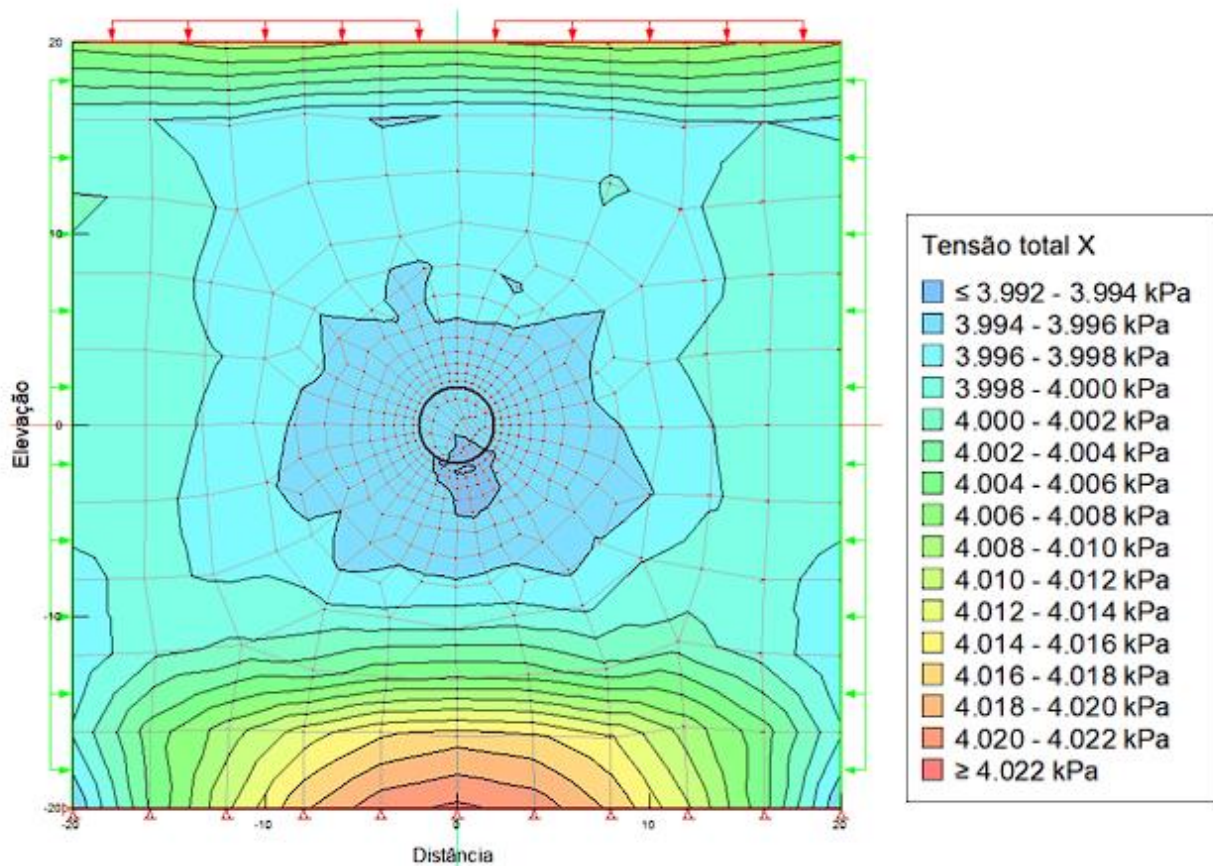 20
10
Elevação
0
-10
-20
-20
-10
0
10
20
Distância
Tensão total X
≤ 3.992 - 3.994 kPa
3.994 - 3.996 kPa
3.996 - 3.998 kPa
3.998 - 4.000 kPa
4.000 - 4.002 kPa
4.002 - 4.004 kPa
4.004 - 4.006 kPa
4.006 - 4.008 kPa
4.008 - 4.010 kPa
4.010 - 4.012 kPa
4.012 - 4.014 kPa
4.014 - 4.016 kPa
4.016 - 4.018 kPa
4.018 - 4.020 kPa
4.020 - 4.022 kPa
≥ 4.022 kPa